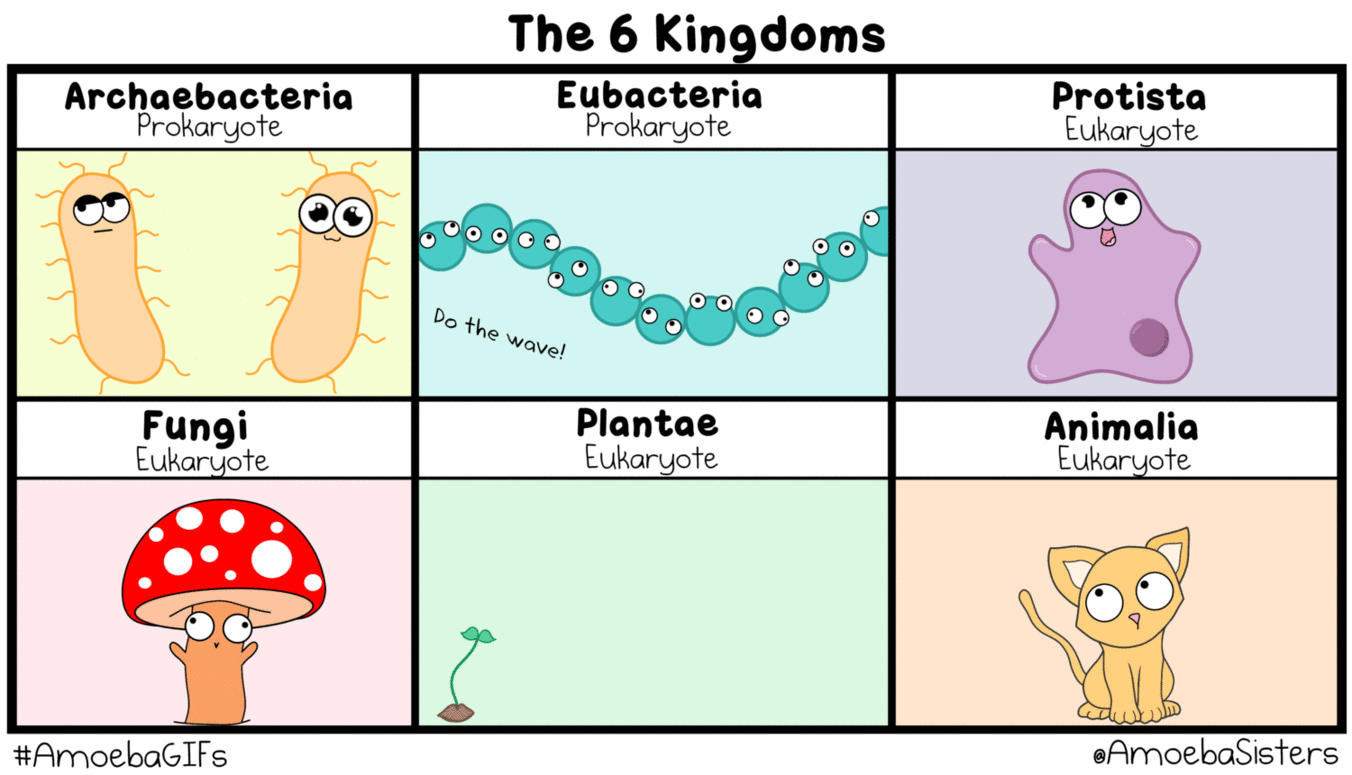 The 6 Kingdoms
Archaebacteria
Prokaryote
Eubacteria
Prokaryote
Protista
Eukaryote
Do the wave!
Fungi
Eukaryote
Plantae
Eukaryote
Animalia
Eukaryote
#AmoebaGIFs
@AmoebaSisters